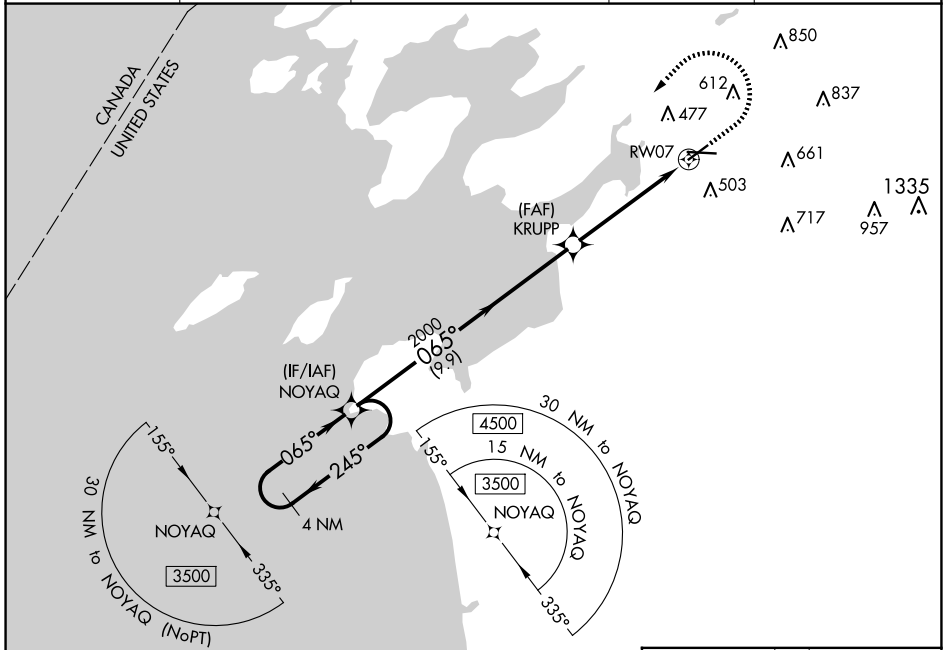 850
CANADA
UNITED STATES
612
837
477
RW07
661
503
1335
(FAF)
KRUPP
717
957
2000
065°
(9.9)
(IF/IAF)
NOYAQ
30 NM to NOYAQ
4500
155°
155°
15 NM to NOYAQ
065°
245°
3500
NOYAQ
4 NM
NOYAQ
30 NM to NOYAQ (NoPT)
3500
335°
335°